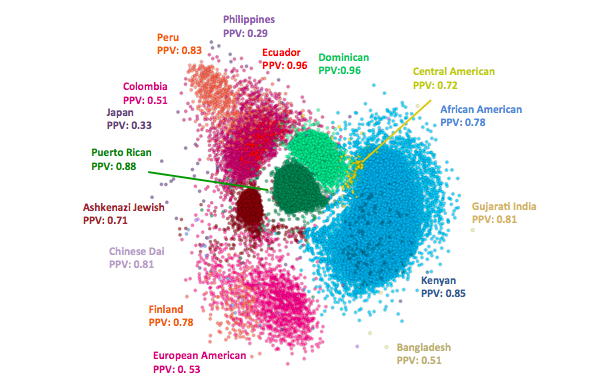 Philippines
PPV: 0.29
Peru
PPV: 0.83
Ecuador
PPV: 0.96
Dominican
PPV:0.96
Central American
PPV: 0.72
Colombia
PPV: 0.51
African American
PPV: 0.78
Japan
PPV: 0.33
Puerto Rican
PPV: 0.88
Ashkenazi Jewish
PPV: 0.71
Gujarati India
PPV: 0.81
Chinese Dai
PPV: 0.81
Kenyan
PPV: 0.85
Finland
PPV: 0.78
Bangladesh
PPV: 0.51
European American
PPV: 0. 53